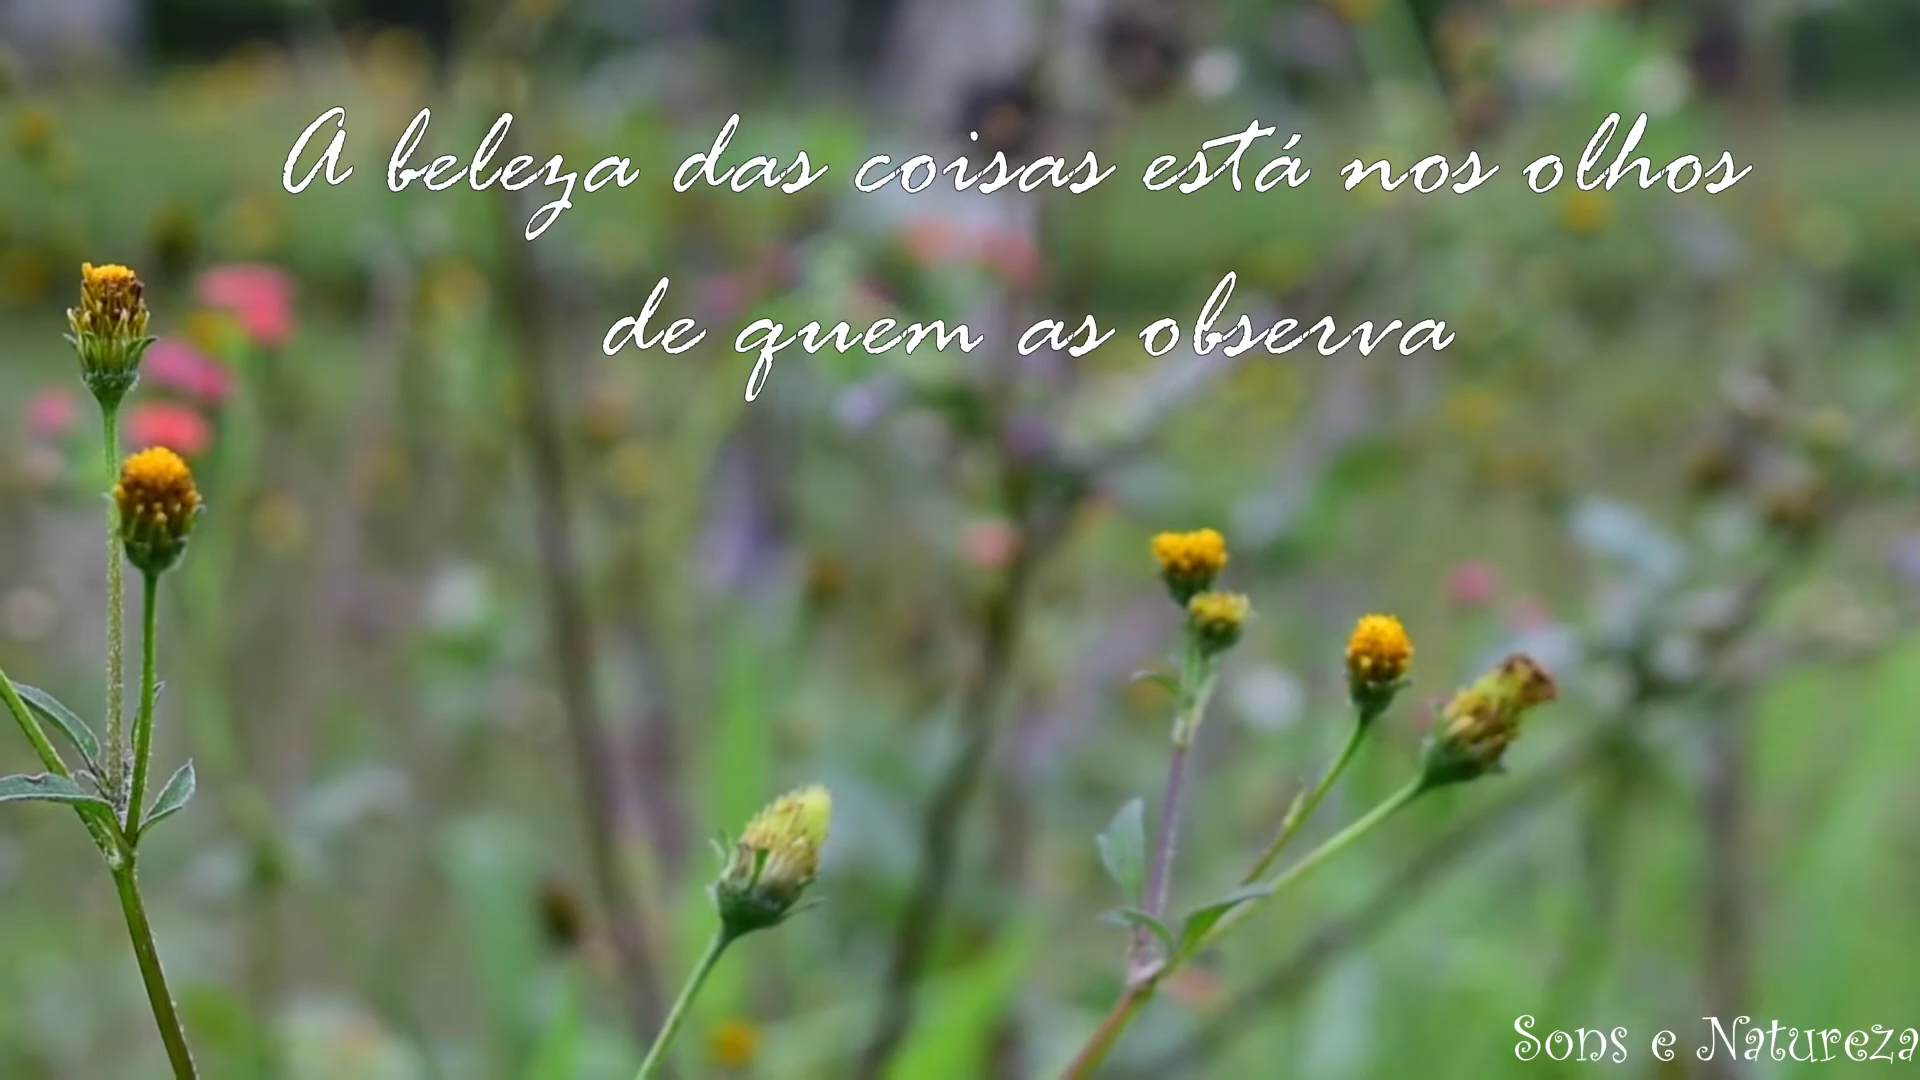 A beleza das coisas está nos olhos
de quem as observa
Sons e Natureza